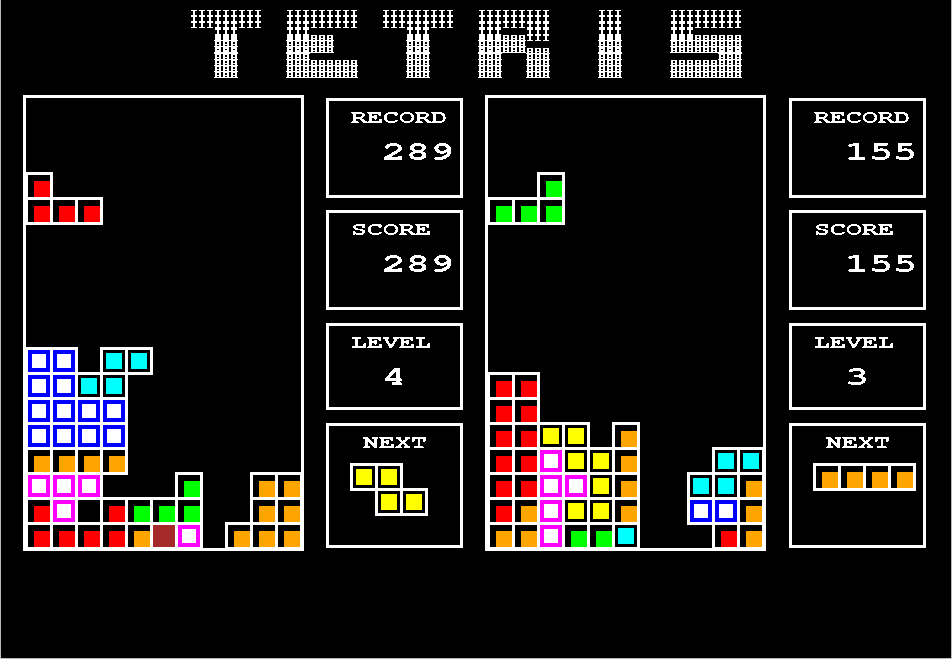 TETRIS
RECORD
289
SCORE
289
LEVEL
4
NEXT
RECORD
155
SCORE
155
LEVEL
3
NEXT